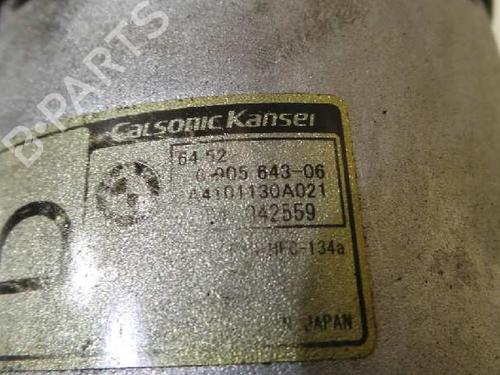 B-PARTS
Calsonic Kansei
64 52
6 905 643-06
A4101130A021
042559
HFC-134a
JAPAN